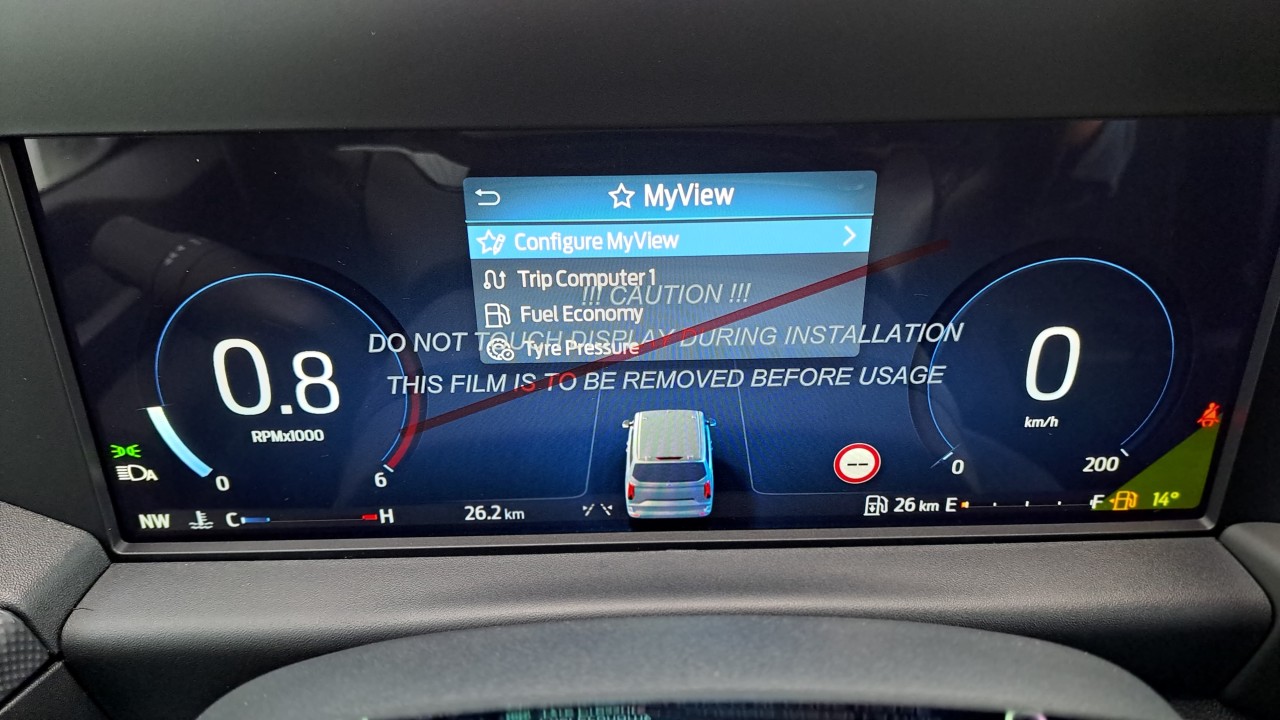 MyView
Configure MyView
Trip Computer 1
!!! CAUTION !!!
Fuel Economy
DO NOT TOUCH DISPLAY DURING INSTALLATION
Tyre Pressure
THIS FILM IS TO BE REMOVED BEFORE USAGE
0.8
RPMx1000
0
6
0
km/h
0
200
A
NW
C
H
26.2 km
--
26 km
E
F
14°